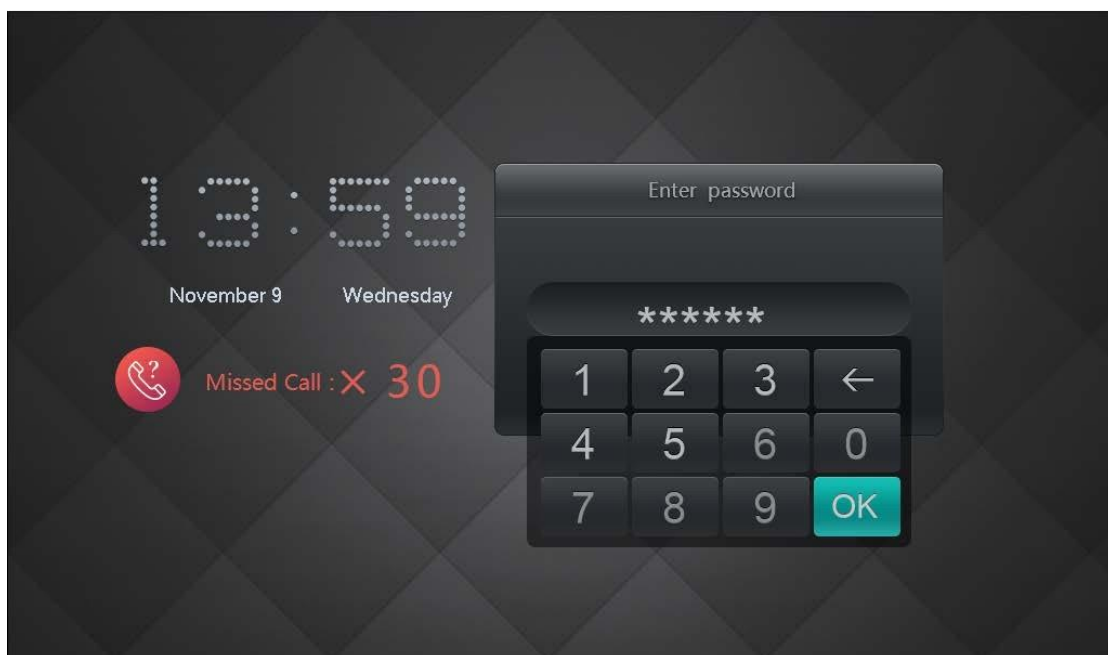 13:59
November 9 Wednesday
Missed Call : × 30
Enter password
******
1 2 3 ←
4 5 6 0
7 8 9 OK